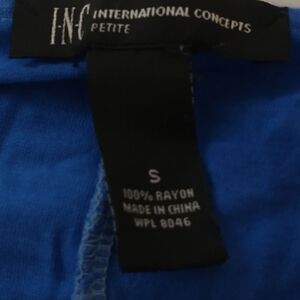 I·N·C INTERNATIONAL CONCEPTS
PETITE
S
100% RAYON
MADE IN CHINA
WPL 8046